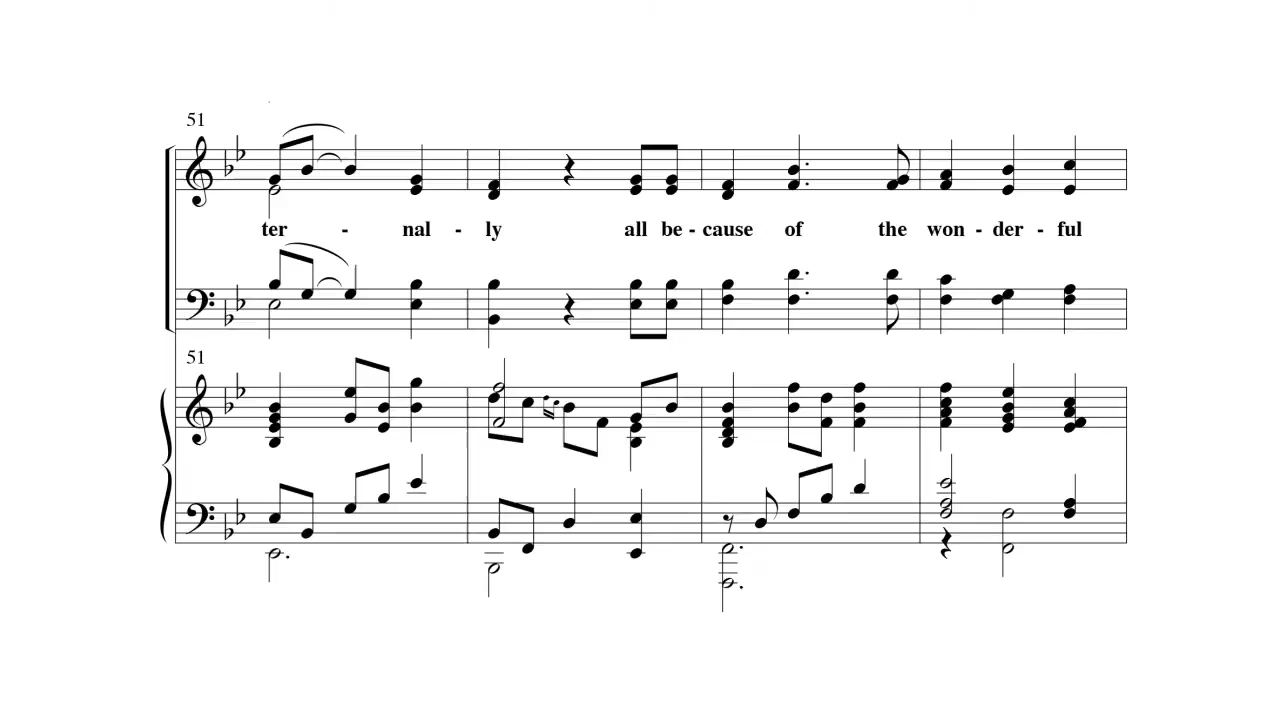 51
ter - nal - ly all be - cause of the won - der - ful
51